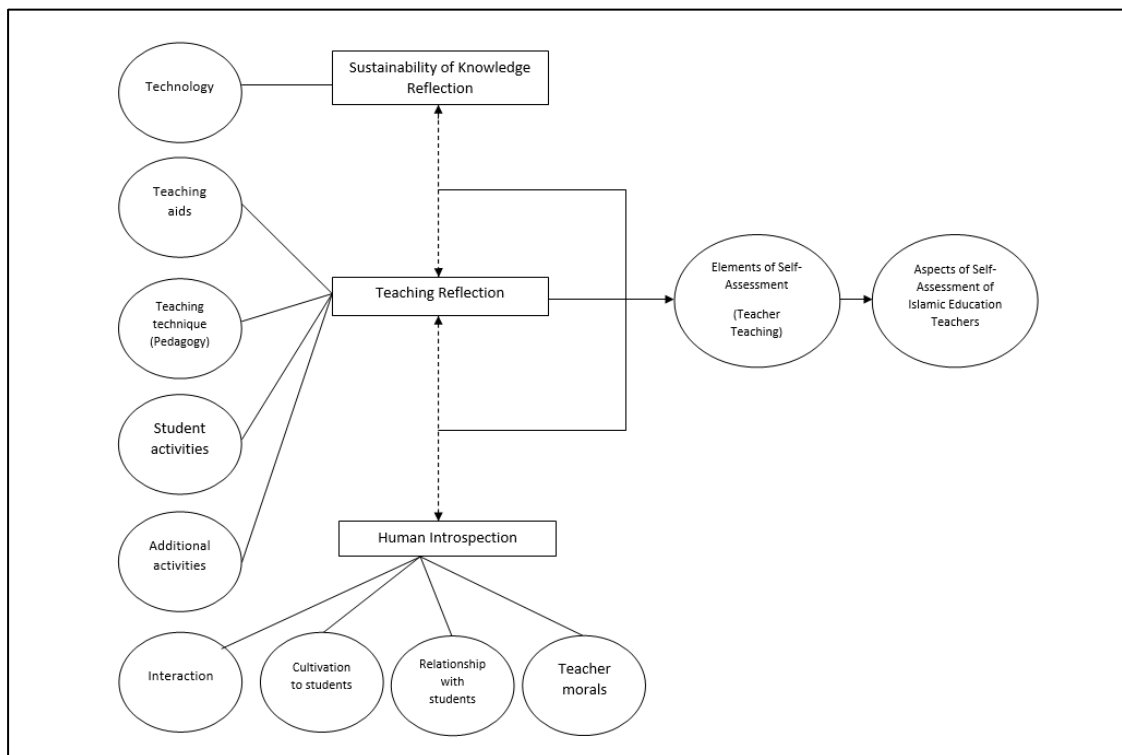 Technology
Sustainability of Knowledge
Reflection
Teaching
aids
Teaching
technique
(Pedagogy)
Student
activities
Additional
activities
Teaching Reflection
Elements of Self-
Assessment
(Teacher
Teaching)
Aspects of Self-
Assessment of
Islamic Education
Teachers
Human Introspection
Interaction
Cultivation
to students
Relationship
with
students
Teacher
morals